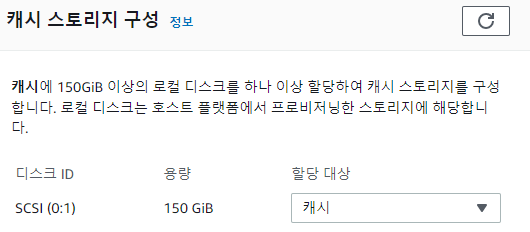 캐시 스토리지 구성 정보
캐시에 150GiB 이상의 로컬 디스크를 하나 이상 할당하여 캐시 스토리지를 구성
합니다. 로컬 디스크는 호스트 플랫폼에서 프로비저닝한 스토리지에 해당합니
다.
디스크 ID 용량 할당 대상
SCSI (0:1) 150 GiB 캐시